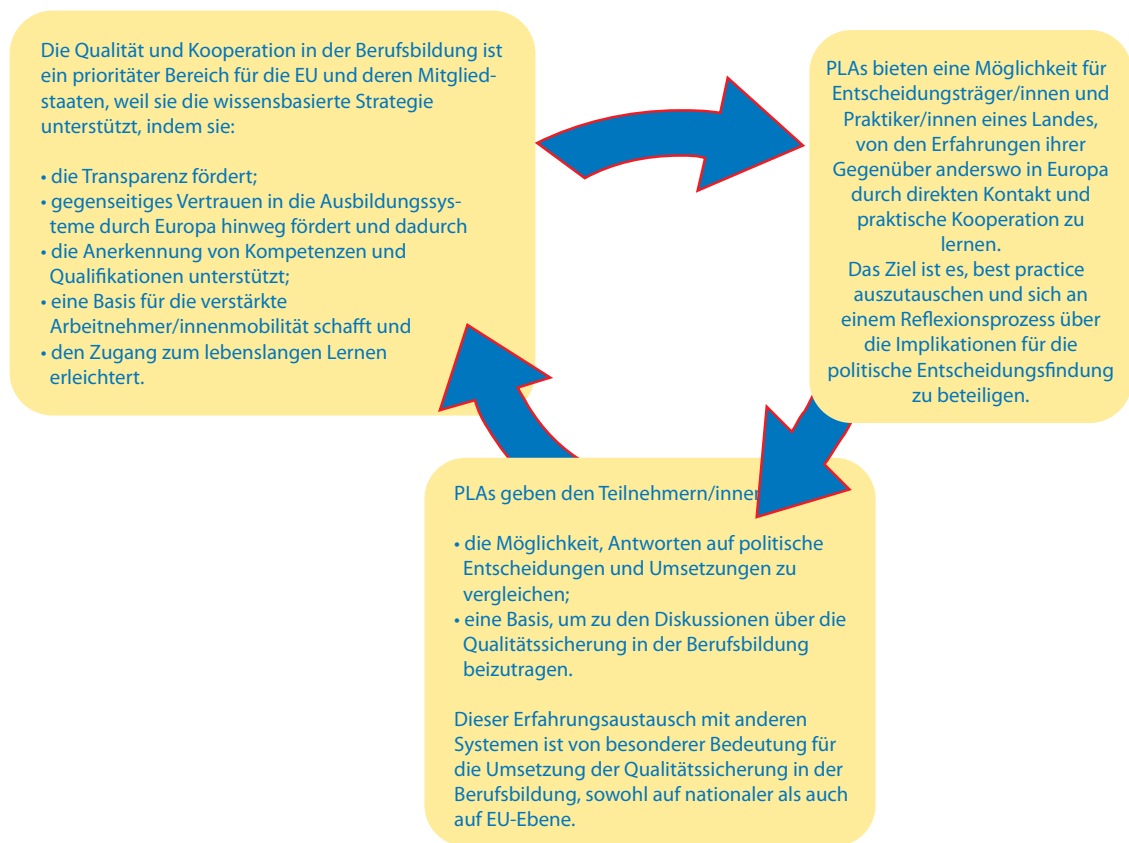 Die Qualität und Kooperation in der Berufsbildung ist
ein prioritäter Bereich für die EU und deren Mitglied-
staaten, weil sie die wissensbasierte Strategie
unterstützt, indem sie:
• die Transparenz fördert;
• gegenseitiges Vertrauen in die Ausbildungssys-
teme durch Europa hinweg fördert und dadurch
• die Anerkennung von Kompetenzen und
Qualifikationen unterstützt;
• eine Basis für die verstärkte
Arbeitnehmer/innenmobilität schafft und
• den Zugang zum lebenslangen Lernen
erleichtert.
PLAs bieten eine Möglichkeit für
Entscheidungsträger/innen und
Praktiker/innen eines Landes,
von den Erfahrungen ihrer
Gegenüber anderswo in Europa
durch direkten Kontakt und
praktische Kooperation zu
lernen.
Das Ziel ist es, best practice
auszutauschen und sich an
einem Reflexionsprozess über
die Implikationen für die
politische Entscheidungsfindung
zu beteiligen.
PLAs geben den
• die Möglichkeit, Antworten auf politische
Entscheidungen und Umsetzungen zu
vergleichen;
• eine Basis, um zu den Diskussionen über die
Qualitätssicherung in der Berufsbildung
beizutragen.
Dieser Erfahrungsaustausch mit anderen
Systemen ist von besonderer Bedeutung für
die Umsetzung der Qualitätssicherung in der
Berufsbildung, sowohl auf nationaler als auch
auf EU-Ebene.